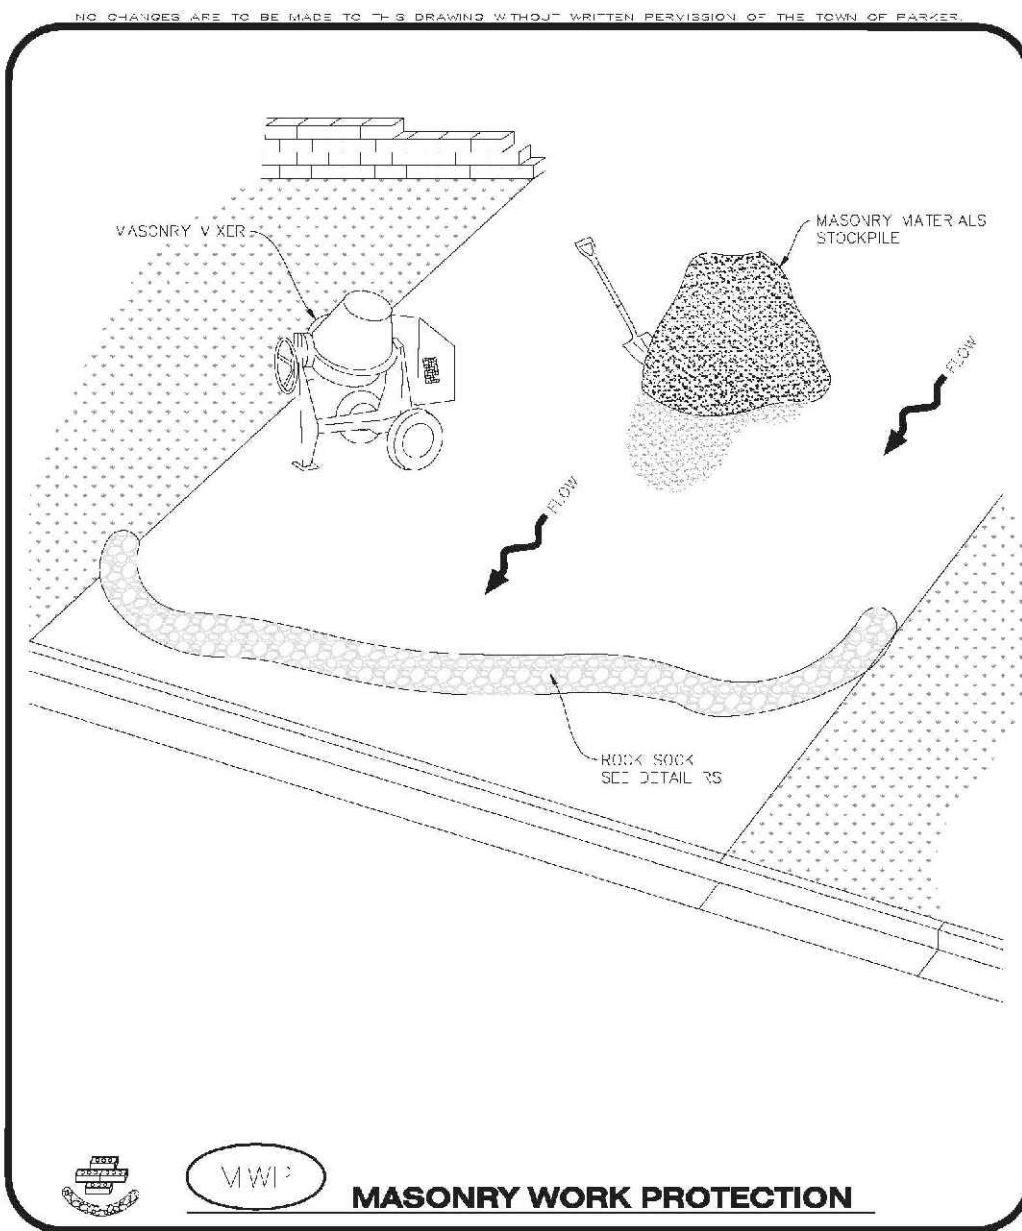 NO CHANGES ARE TO BE MADE TO THIS DRAWING WITHOUT WRITTEN PERMISSION OF THE TOWN OF PARKER.
MASONRY MIXER
MASONRY MATERIALS
STOCKPILE
FLOW
FLOW
ROCK SOCK
SEE DETAIL RS
MWP
MASONRY WORK PROTECTION